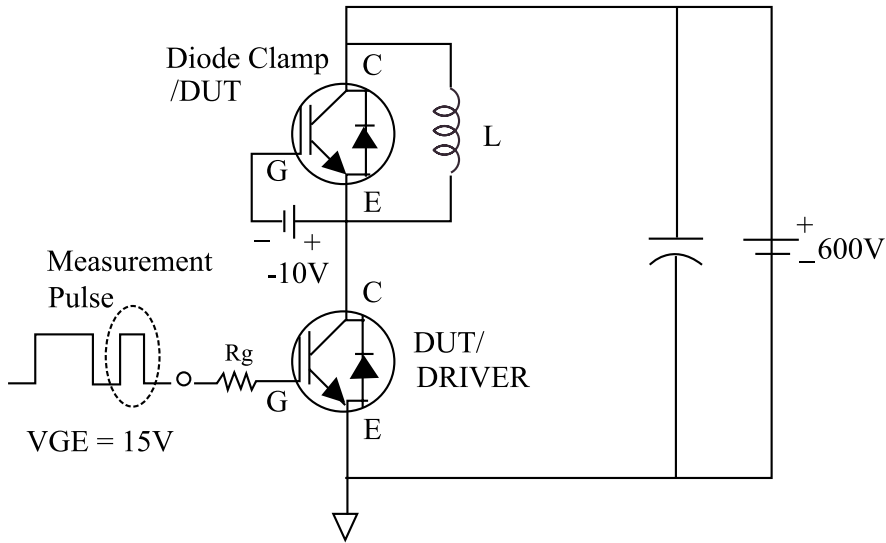 Diode Clamp
/DUT
C
G
E
L
− +
-10V
+
− 600V
Measurement
Pulse
Rg
VGE = 15V
C
G
E
DUT/
DRIVER